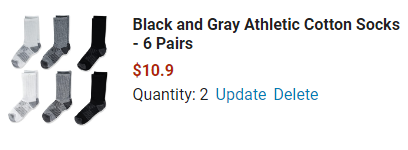 Black and Gray Athletic Cotton Socks
- 6 Pairs
$10.9
Quantity: 2 Update Delete